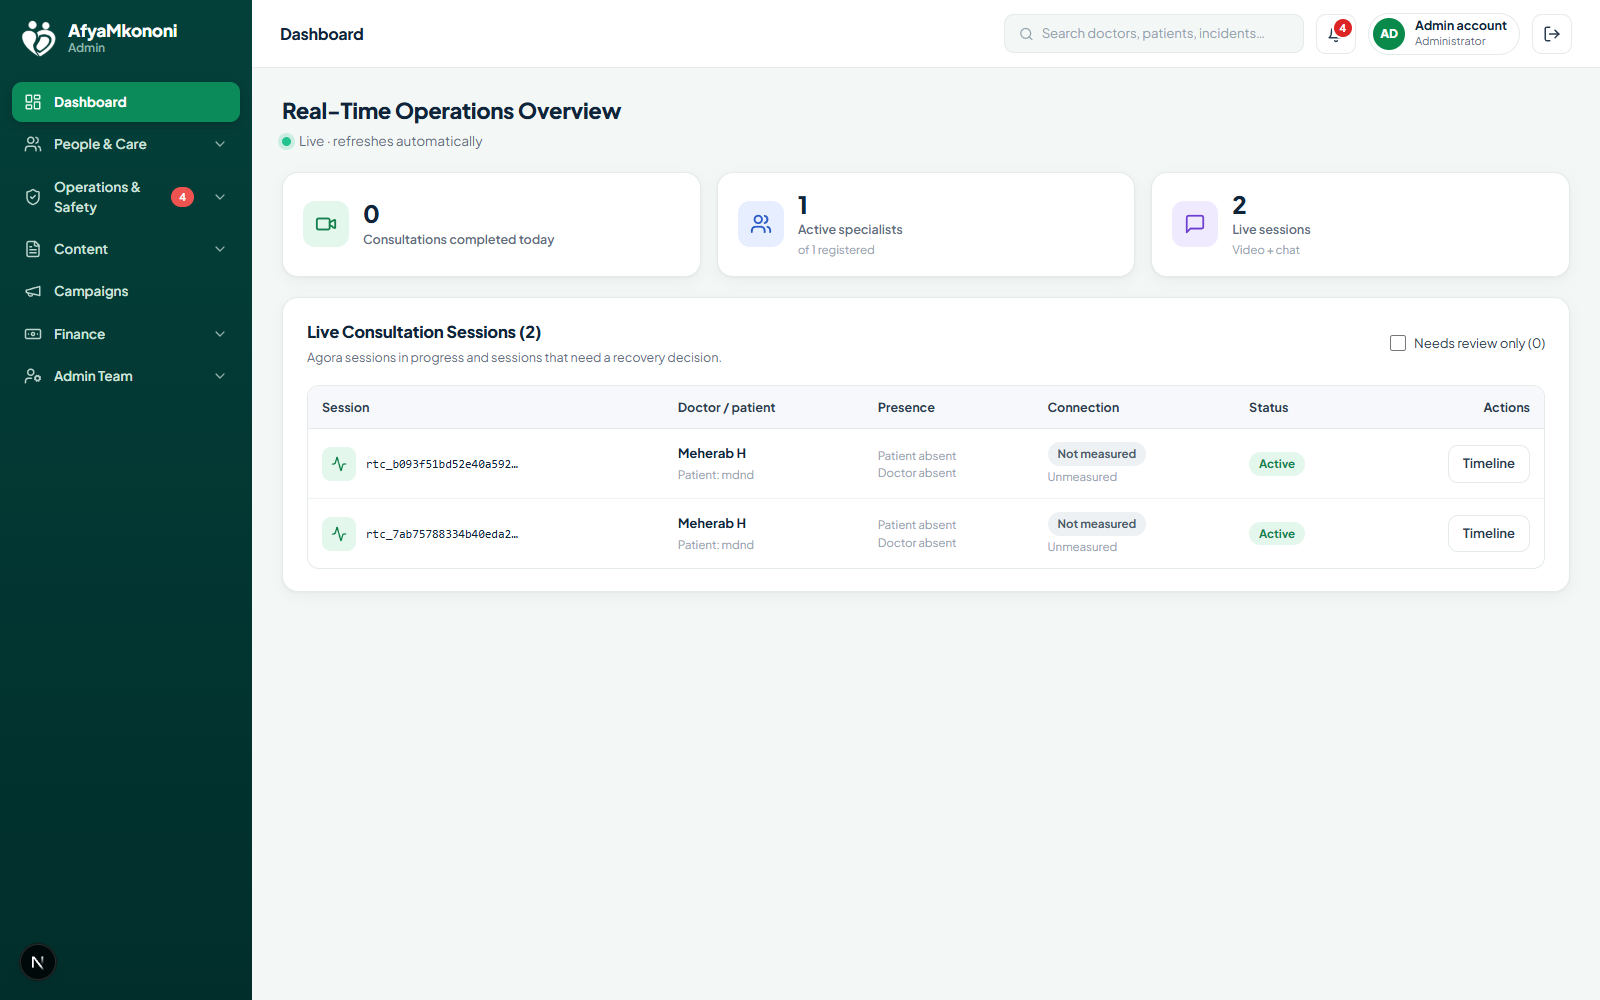 AfyaMkononi
Admin
Dashboard
People & Care
Operations &
Safety
4
Content
Campaigns
Finance
Admin Team
N
Dashboard
Search doctors, patients, incidents...
4
AD
Admin account
Administrator
Real-Time Operations Overview
Live · refreshes automatically
0
Consultations completed today
1
Active specialists
of 1 registered
2
Live sessions
Video + chat
Live Consultation Sessions (2)
Agora sessions in progress and sessions that need a recovery decision.
Needs review only (0)
Session Doctor / patient Presence Connection Status Actions
rtc_b093f51bd52e40a592…
Meherab H
Patient: mdnd
Patient absent
Doctor absent
Not measured
Unmeasured
Active
Timeline
rtc_7ab75788334b40eda2…
Meherab H
Patient: mdnd
Patient absent
Doctor absent
Not measured
Unmeasured
Active
Timeline